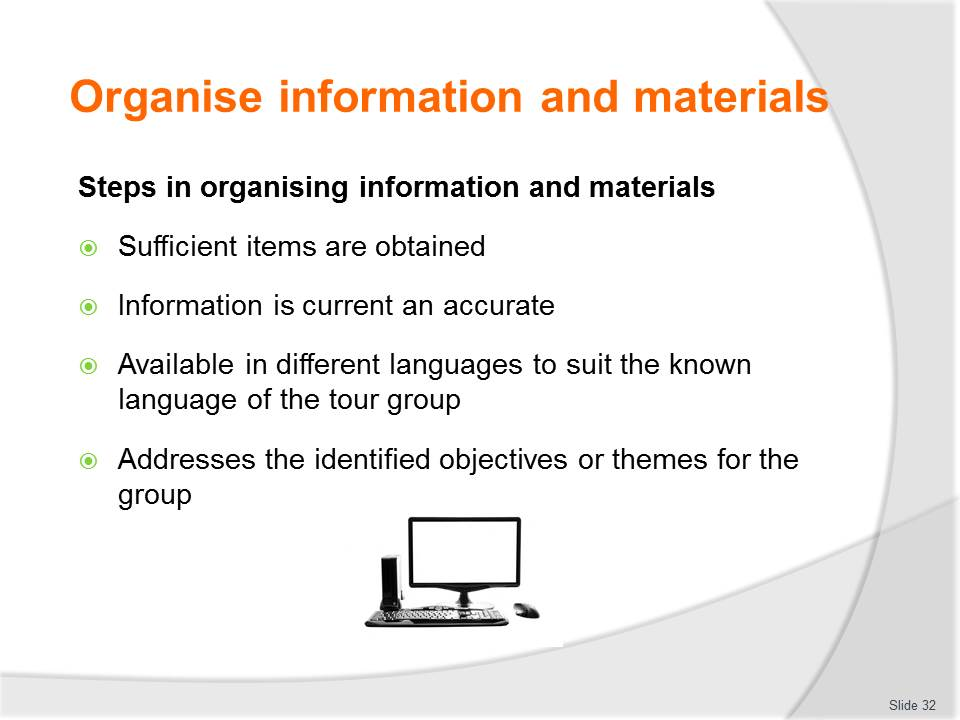 Organise information and materials
Steps in organising information and materials
Sufficient items are obtained
Information is current an accurate
Available in different languages to suit the known
language of the tour group
Addresses the identified objectives or themes for the
group
Slide 32